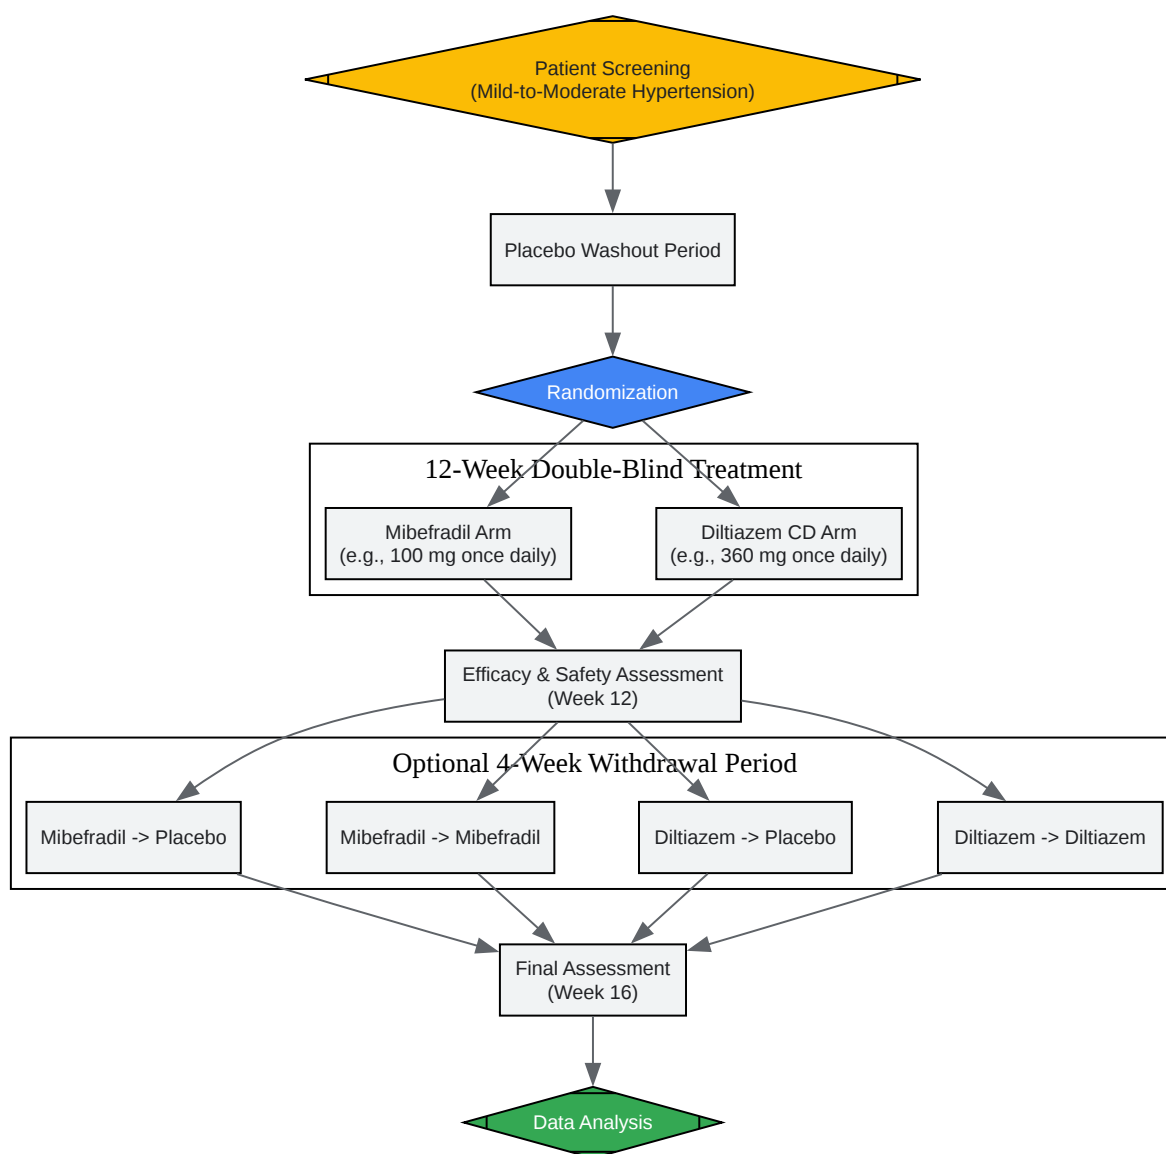 Patient Screening
(Mild-to-Moderate Hypertension)
Placebo Washout Period
Randomization
12-Week Double-Blind Treatment
Mibefradil Arm
(e.g., 100 mg once daily)
Diltiazem CD Arm
(e.g., 360 mg once daily)
Efficacy & Safety Assessment
(Week 12)
Optional 4-Week Withdrawal Period
Mibefradil -> Placebo
Mibefradil -> Mibefradil
Diltiazem -> Placebo
Diltiazem -> Diltiazem
Final Assessment
(Week 16)
Data Analysis